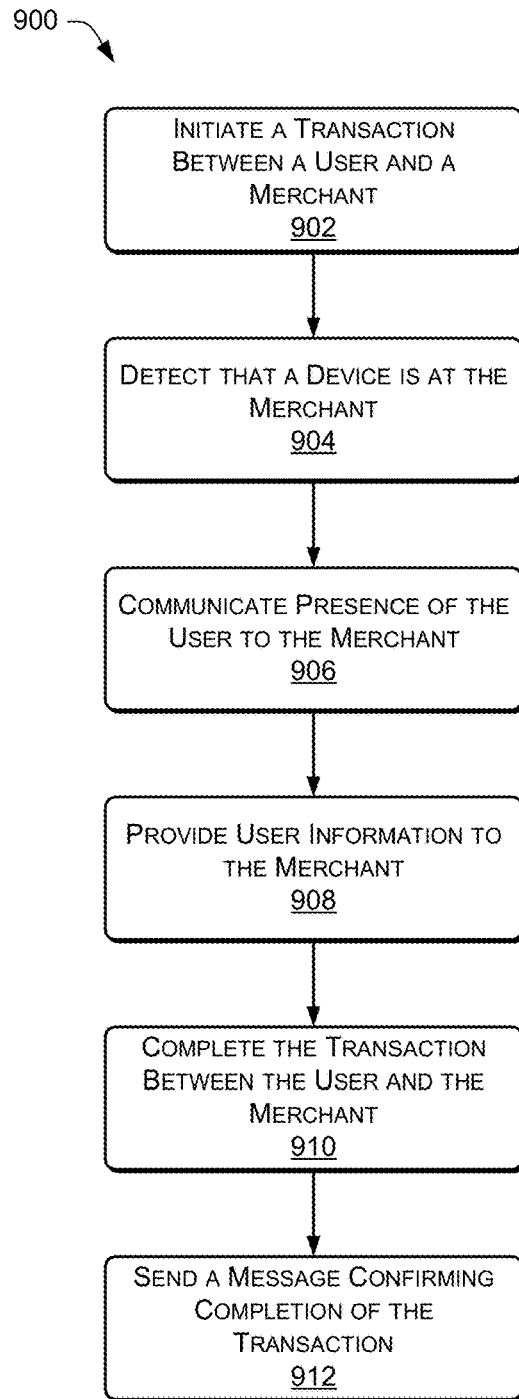 900
INITIATE A TRANSACTION
BETWEEN A USER AND A
MERCHANT
902
DETECT THAT A DEVICE IS AT THE
MERCHANT
904
COMMUNICATE PRESENCE OF THE
USER TO THE MERCHANT
906
PROVIDE USER INFORMATION TO
THE MERCHANT
908
COMPLETE THE TRANSACTION
BETWEEN THE USER AND THE
MERCHANT
910
SEND A MESSAGE CONFIRMING
COMPLETION OF THE
TRANSACTION
912